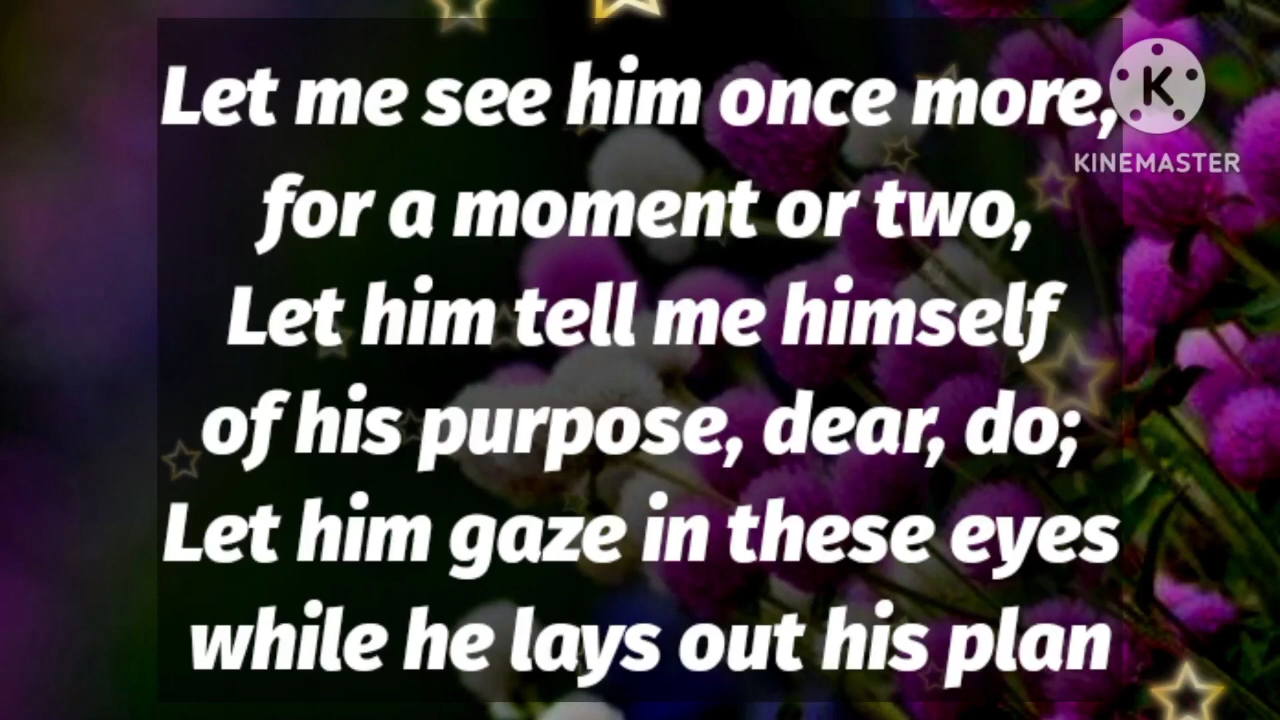 Let me see him once more,
KINEMASTER
for a moment or two,
Let him tell me himself
of his purpose, dear, do;
Let him gaze in these eyes
while he lays out his plan